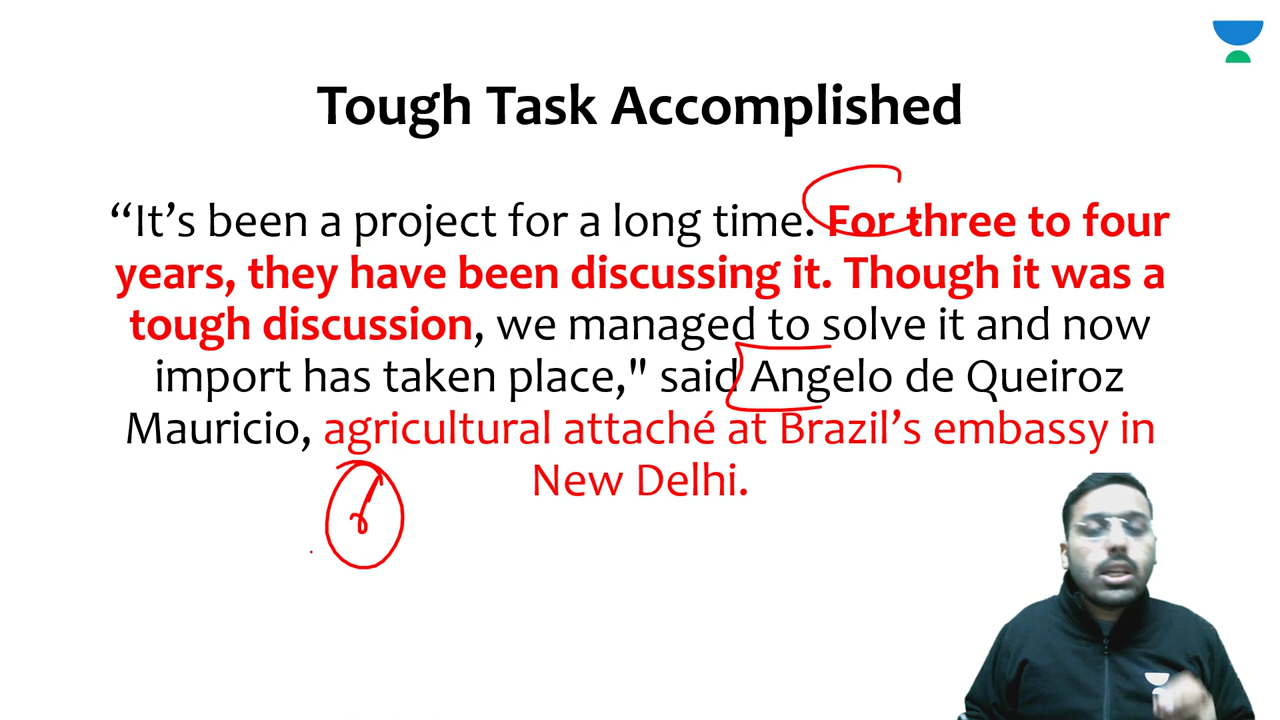 Tough Task Accomplished
“It’s been a project for a long time. For three to four
years, they have been discussing it. Though it was a
tough discussion, we managed to solve it and now
import has taken place," said Angelo de Queiroz
Mauricio, agricultural attaché at Brazil’s embassy in
New Delhi.